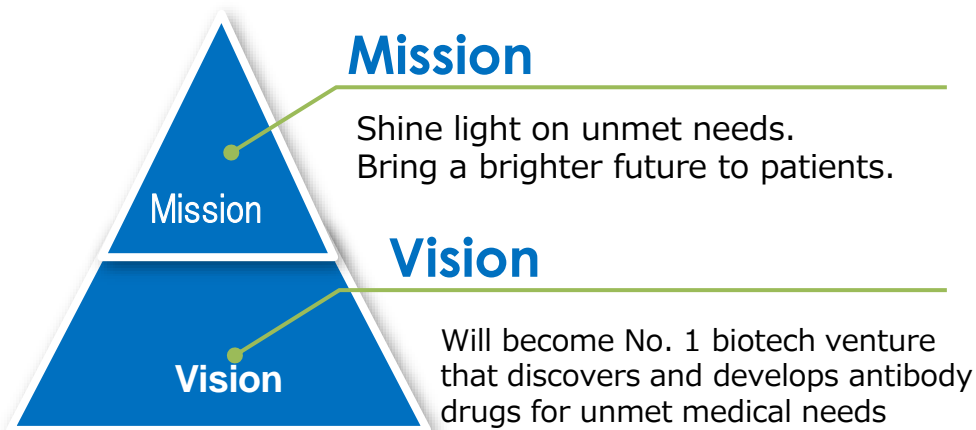 Mission
Shine light on unmet needs.
Bring a brighter future to patients.
Mission
Vision
Will become No. 1 biotech venture
that discovers and develops antibody
drugs for unmet medical needs
Vision